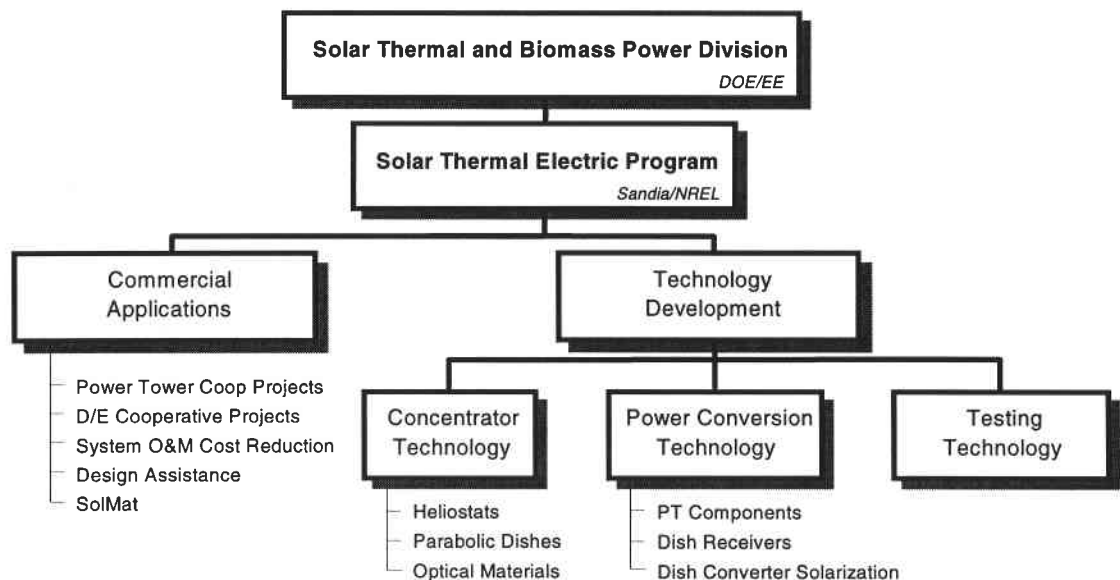 Solar Thermal and Biomass Power Division
DOE/EE
Solar Thermal Electric Program
Sandia/NREL
Commercial
Applications
Power Tower Coop Projects
D/E Cooperative Projects
System O&M Cost Reduction
Design Assistance
SolMat
Technology
Development
Concentrator
Technology
Heliostats
Parabolic Dishes
Optical Materials
Power Conversion
Technology
PT Components
Dish Receivers
Dish Converter Solarization
Testing
Technology